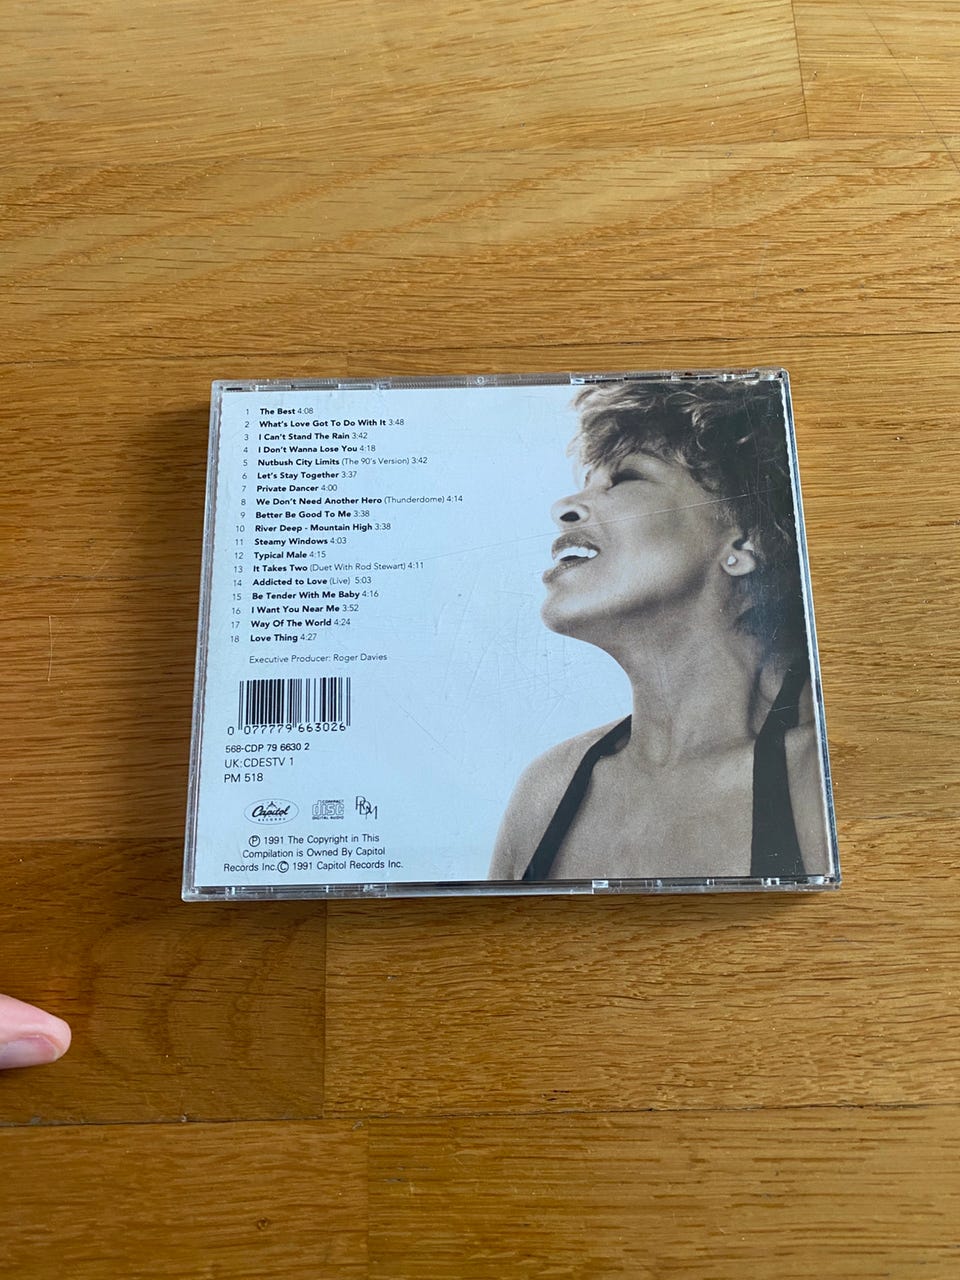 1 The Best 4:08
2 What's Love Got To Do With It 3:48
3 I Can't Stand The Rain 3:42
4 I Don't Wanna Lose You 4:18
5 Nutbush City Limits (The 90's Version) 3:42
6 Let's Stay Together 3:37
7 Private Dancer 4:00
8 We Don't Need Another Hero (Thunderdome) 4:14
9 Better Be Good To Me 3:38
10 River Deep - Mountain High 3:38
11 Steamy Windows 4:03
12 Typical Male 4:15
13 It Takes Two (Duet With Rod Stewart) 4:11
14 Addicted to Love (Live) 5:03
15 Be Tender With Me Baby 4:16
16 I Want You Near Me 3:52
17 Way Of The World 4:24
18 Love Thing 4:27
Executive Producer: Roger Davies
0 077779 663026
568-CDP 79 6630 2
UK:CDESTV 1
PM 518
Capitol
RECORDS
COMPACT
disc
DIGITAL AUDIO
PDM
℗ 1991 The Copyright in This
Compilation is Owned By Capitol
Records Inc.© 1991 Capitol Records Inc.